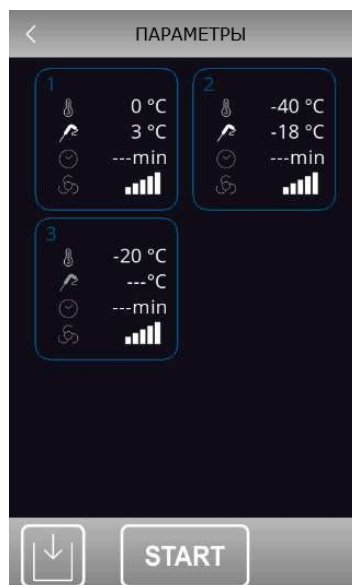 ПАРАМЕТРЫ
1
0 °C
3 °C
---min
2
-40 °C
-18 °C
---min
3
-20 °C
---°C
---min
START